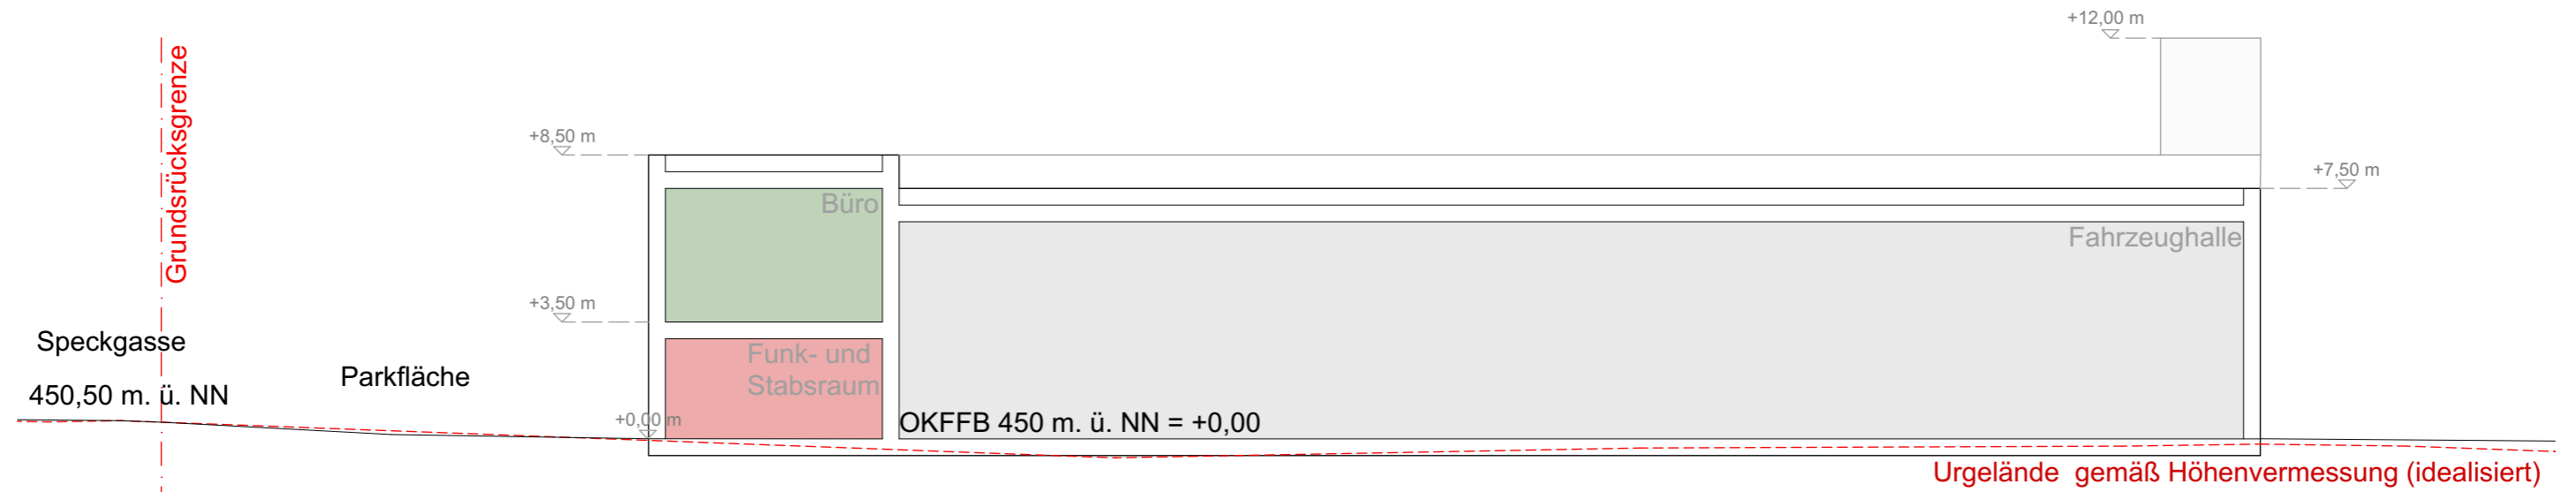 +12,00 m
Grundsrücksgrenze
+8,50 m
+7,50 m
Büro
Fahrzeughalle
+3,50 m
Speckgasse
Funk- und
Stabsraum
Parkfläche
450,50 m. ü. NN
+0,00 m
OKFFB 450 m. ü. NN = +0,00
Urgelände gemäß Höhenvermessung (idealisiert)